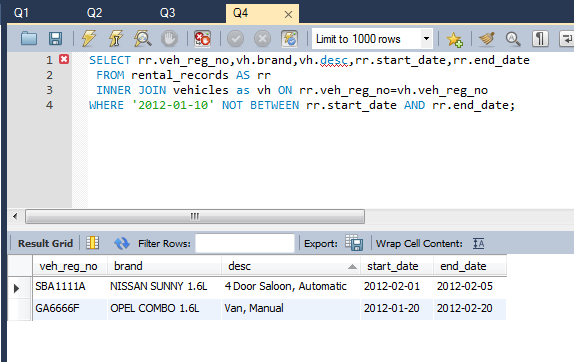 Q1 Q2 Q3 Q4
Limit to 1000 rows
1 SELECT rr.veh_reg_no,vh.brand,vh.desc,rr.start_date,rr.end_date
2 FROM rental_records AS rr
3 INNER JOIN vehicles as vh ON rr.veh_reg_no=vh.veh_reg_no
4 WHERE '2012-01-10' NOT BETWEEN rr.start_date AND rr.end_date;
Result Grid Filter Rows: Export: Wrap Cell Content:
veh_reg_no brand desc start_date end_date
SBA1111A NISSAN SUNNY 1.6L 4 Door Saloon, Automatic 2012-02-01 2012-02-05
GA6666F OPEL COMBO 1.6L Van, Manual 2012-01-20 2012-02-20